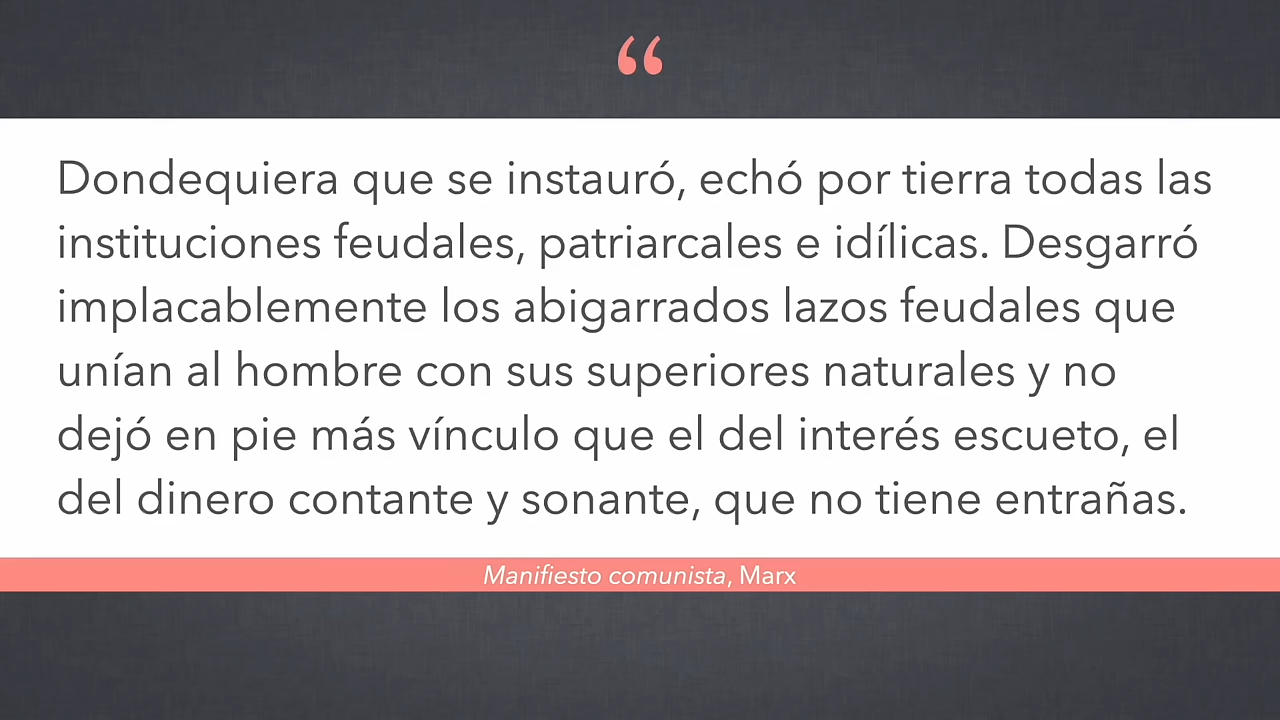 “
Dondequiera que se instauró, echó por tierra todas las
instituciones feudales, patriarcales e idílicas. Desgarró
implacablemente los abigarrados lazos feudales que
unían al hombre con sus superiores naturales y no
dejó en pie más vínculo que el del interés escueto, el
del dinero contante y sonante, que no tiene entrañas.
Manifiesto comunista, Marx